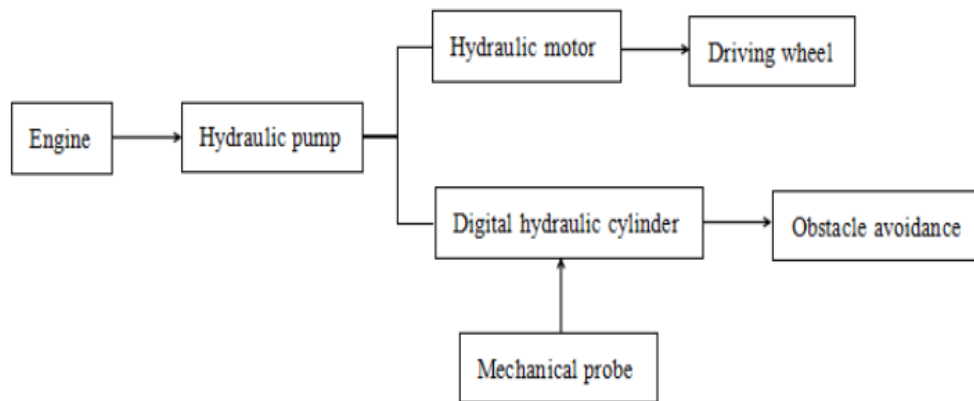 Hydraulic motor
Driving wheel
Engine
Hydraulic pump
Digital hydraulic cylinder
Obstacle avoidance
Mechanical probe